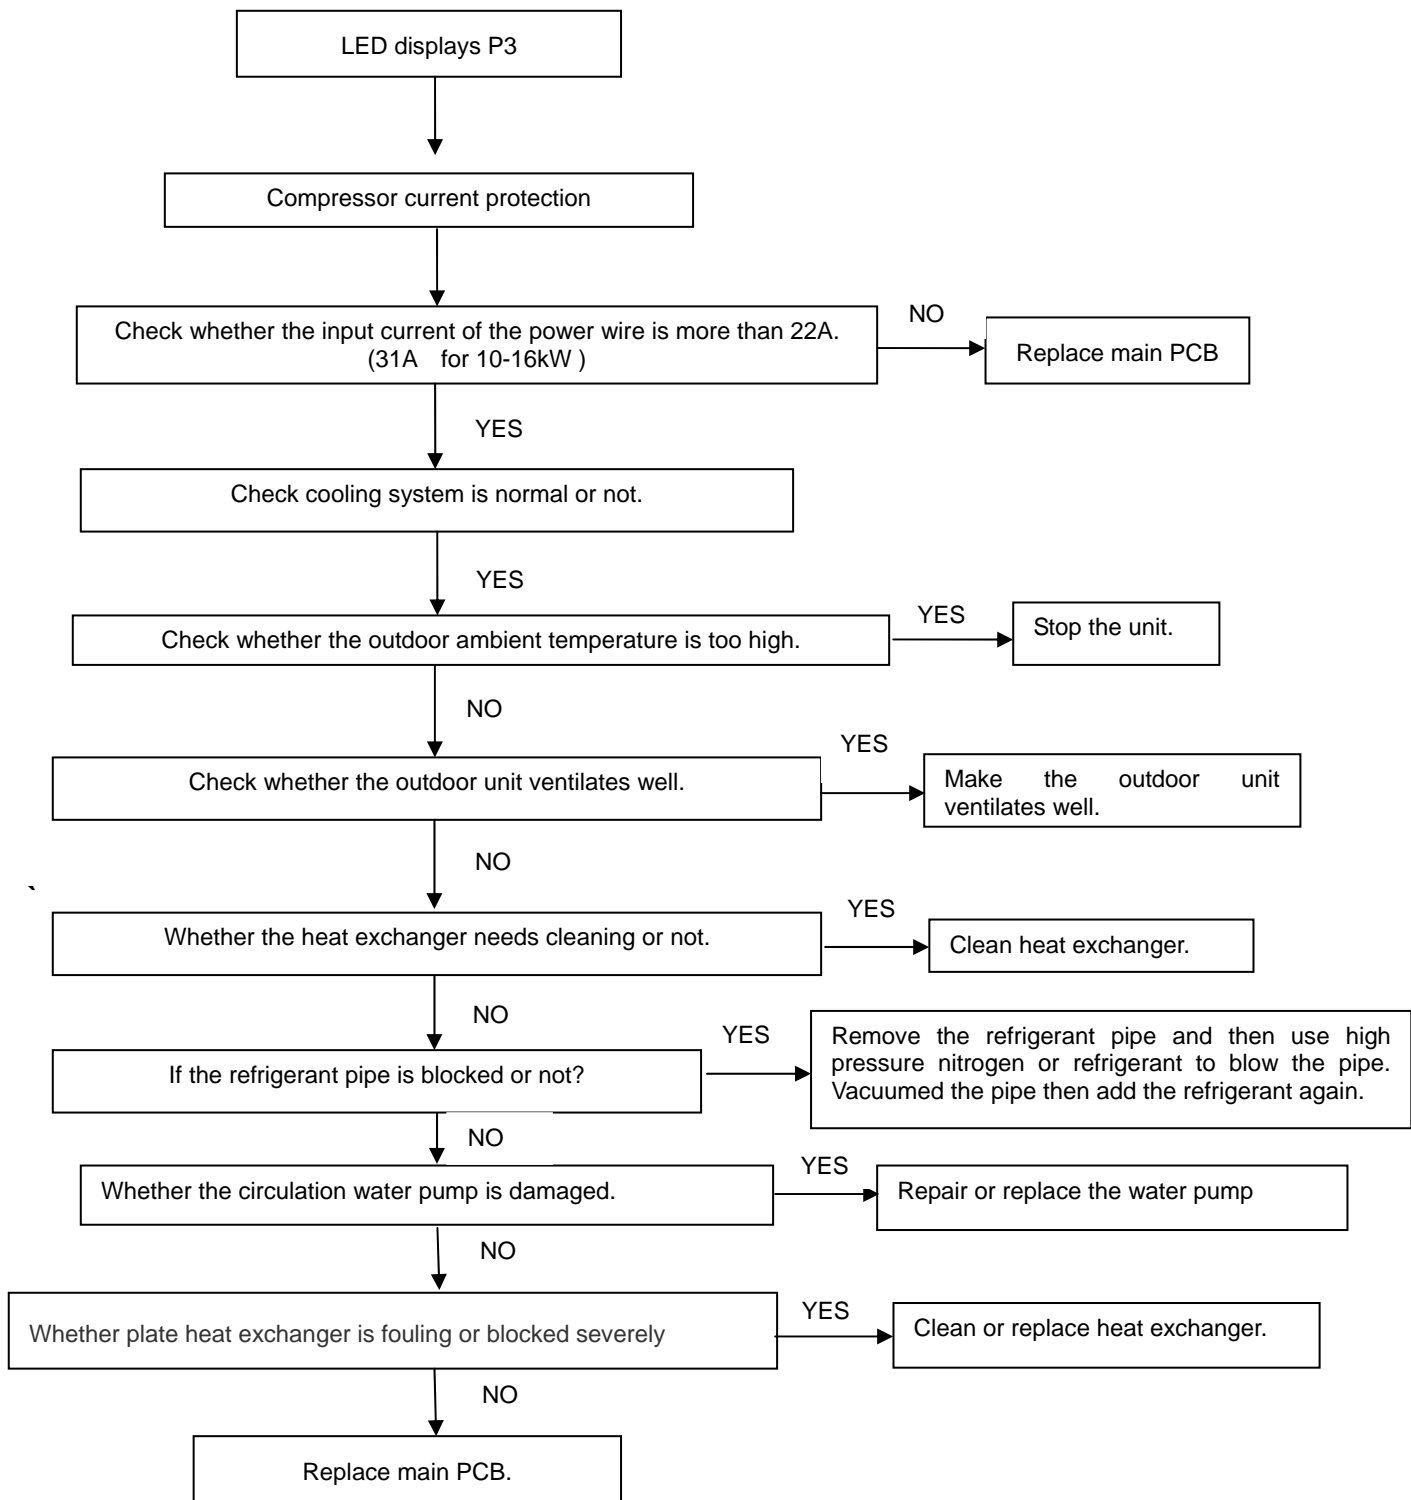 LED displays P3
Compressor current protection
Check whether the input current of the power wire is more than 22A.
(31A for 10-16kW )
NO
Replace main PCB
YES
Check cooling system is normal or not.
YES
Check whether the outdoor ambient temperature is too high.
YES
Stop the unit.
NO
Check whether the outdoor unit ventilates well.
YES
Make the outdoor unit
ventilates well.
NO
`
Whether the heat exchanger needs cleaning or not.
YES
Clean heat exchanger.
NO
If the refrigerant pipe is blocked or not?
YES
Remove the refrigerant pipe and then use high
pressure nitrogen or refrigerant to blow the pipe.
Vacuumed the pipe then add the refrigerant again.
NO
Whether the circulation water pump is damaged.
YES
Repair or replace the water pump
NO
Whether plate heat exchanger is fouling or blocked severely
YES
Clean or replace heat exchanger.
NO
Replace main PCB.